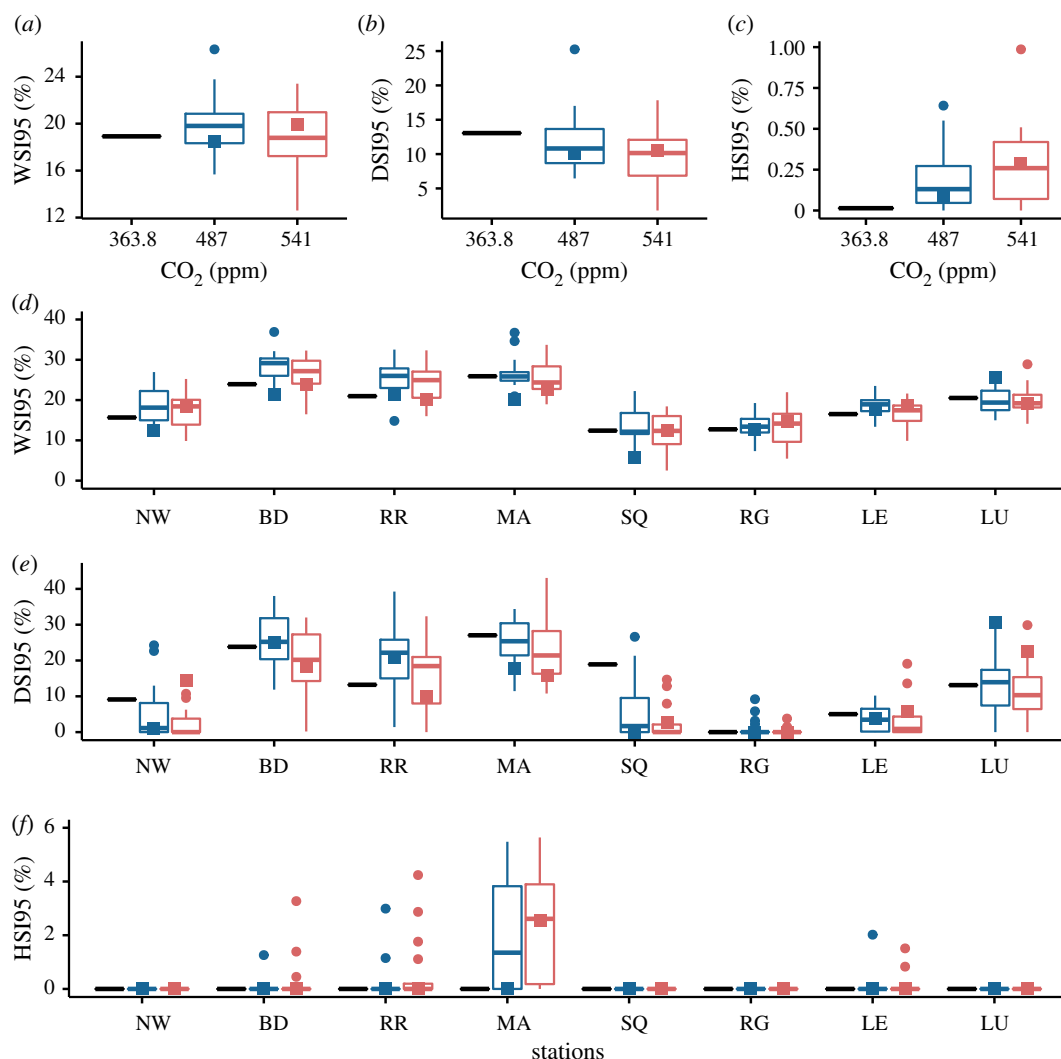 (a) (b) (c)
WSI95 (%)
24
20
16
12
363.8 487 541
CO2 (ppm)
DSI95 (%)
25
20
15
10
5
363.8 487 541
CO2 (ppm)
HSI95 (%)
1.00
0.75
0.50
0.25
0
363.8 487 541
CO2 (ppm)
(d)
WSI95 (%)
40
30
20
10
0
NW BD RR MA SQ RG LE LU
(e)
DSI95 (%)
40
30
20
10
0
NW BD RR MA SQ RG LE LU
(f)
HSI95 (%)
6
4
2
0
NW BD RR MA SQ RG LE LU
stations